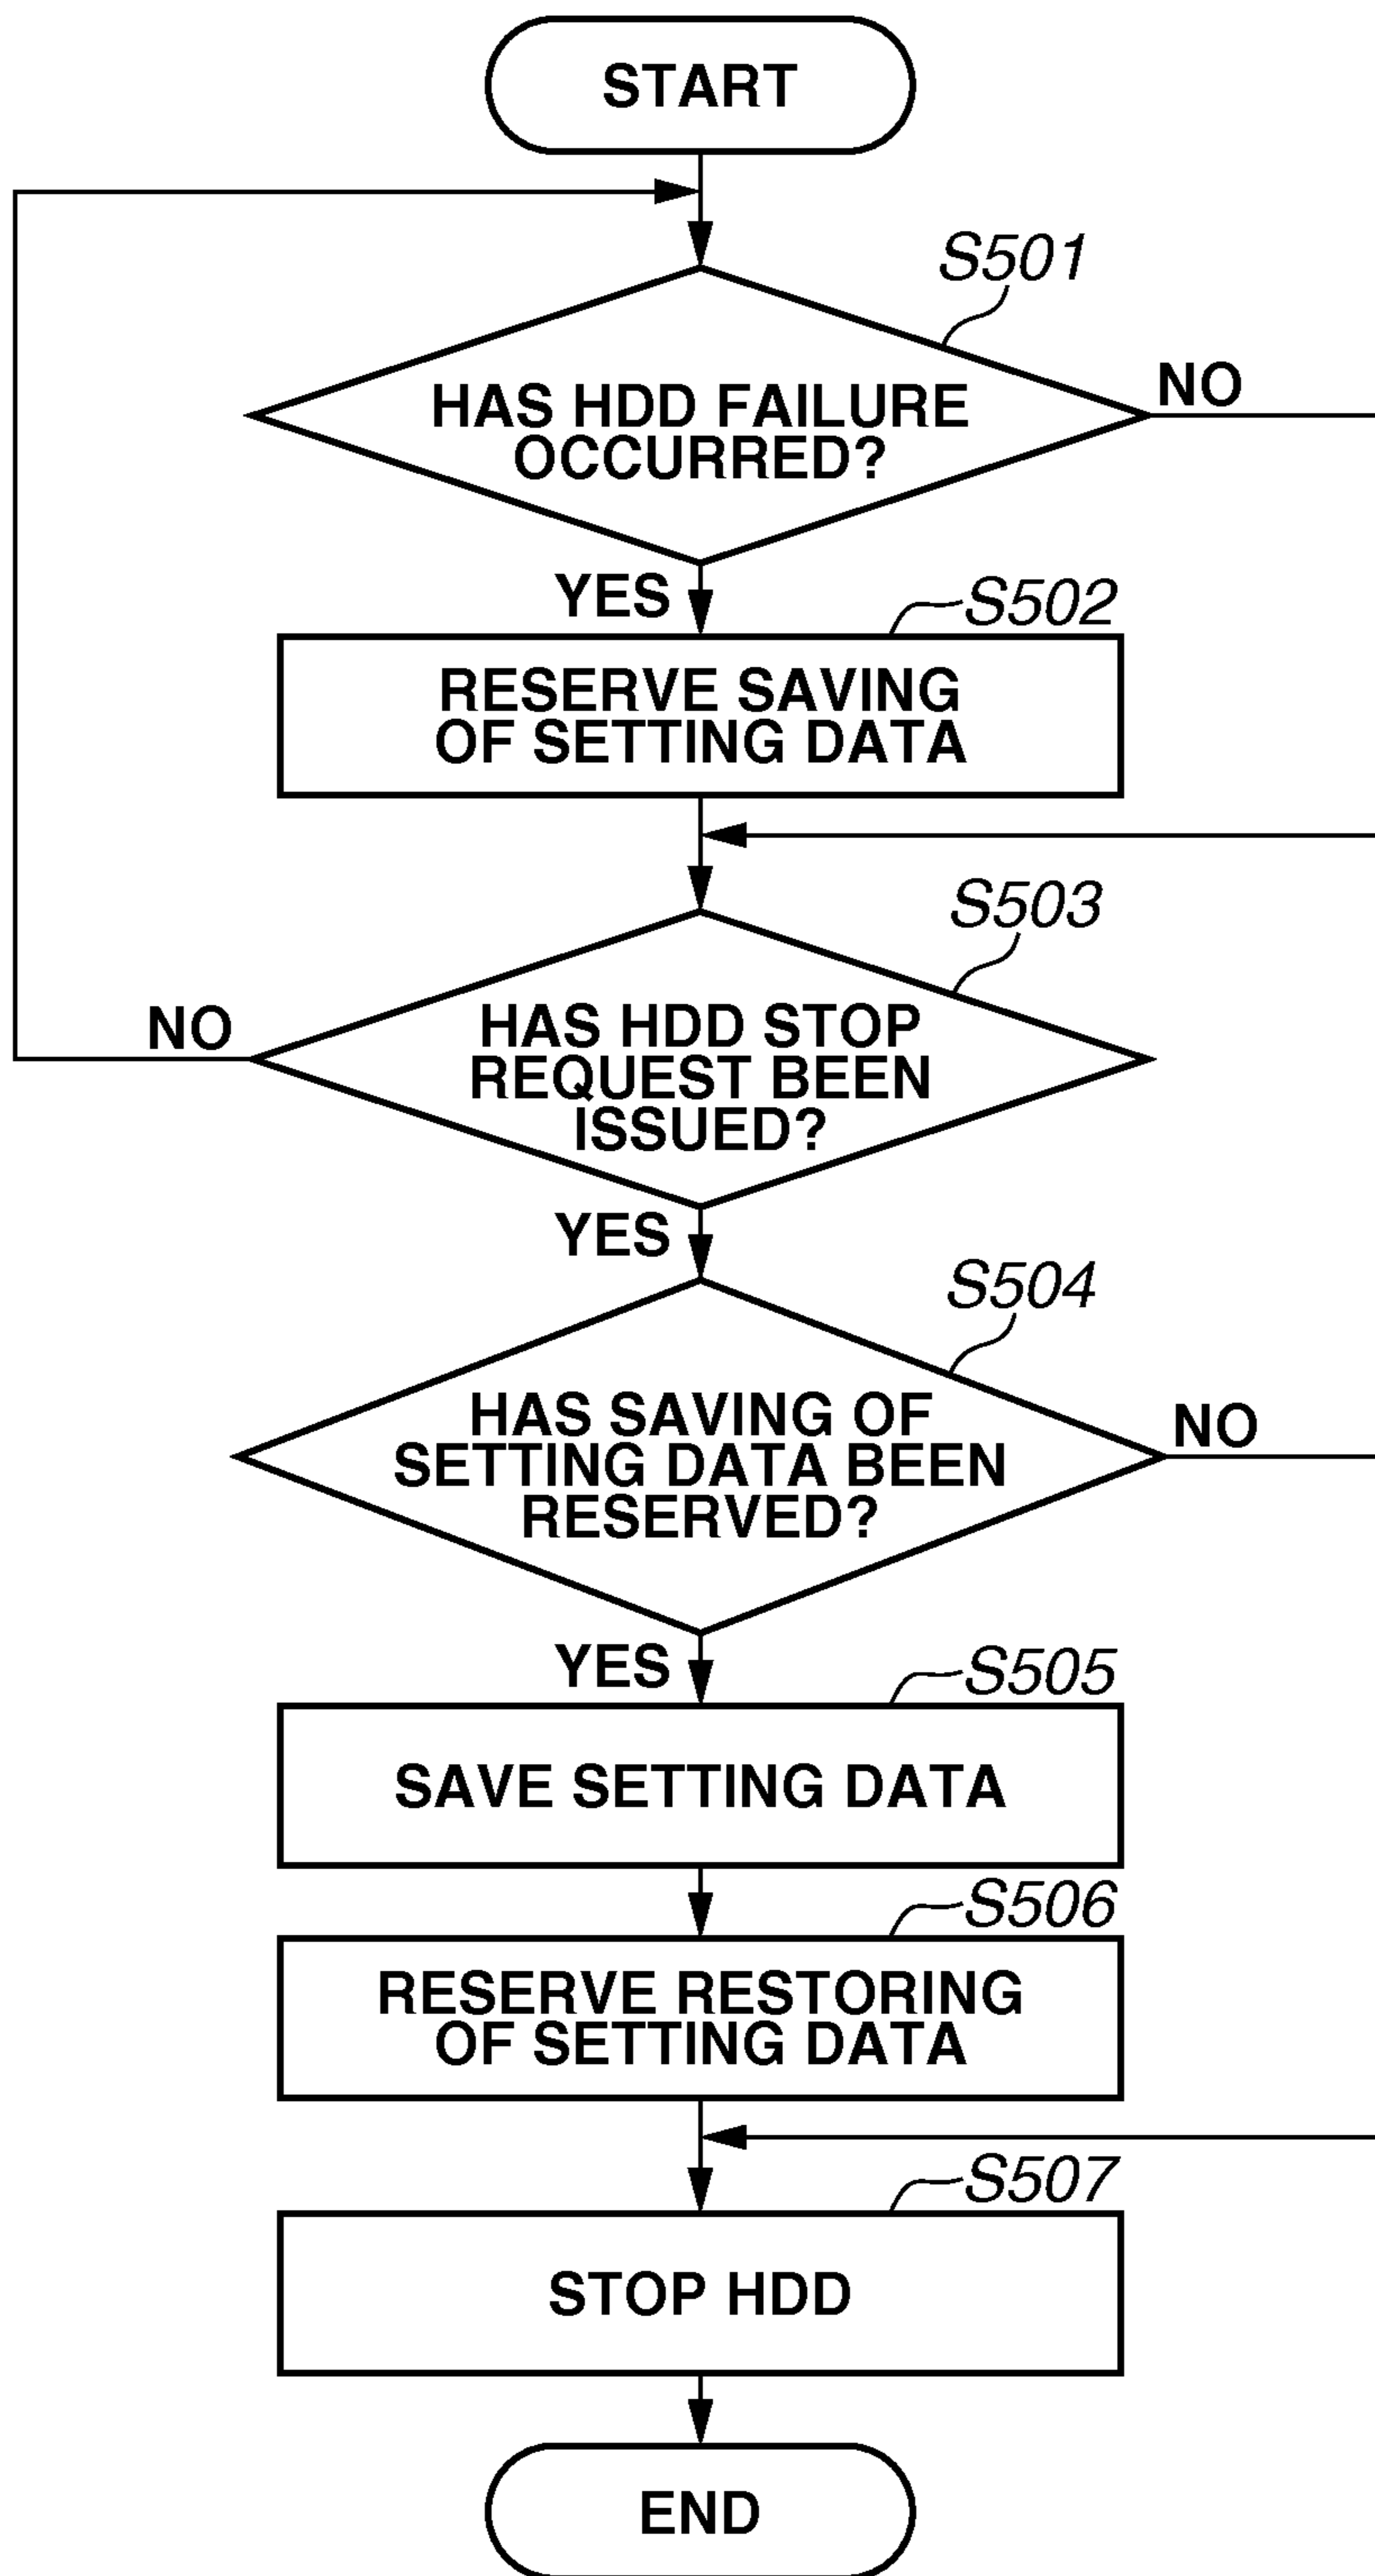 START
S501
HAS HDD FAILURE
OCCURRED?
NO
YES
S502
RESERVE SAVING
OF SETTING DATA
S503
HAS HDD STOP
REQUEST BEEN
ISSUED?
NO
YES
S504
HAS SAVING OF
SETTING DATA BEEN
RESERVED?
NO
YES
S505
SAVE SETTING DATA
S506
RESERVE RESTORING
OF SETTING DATA
S507
STOP HDD
END